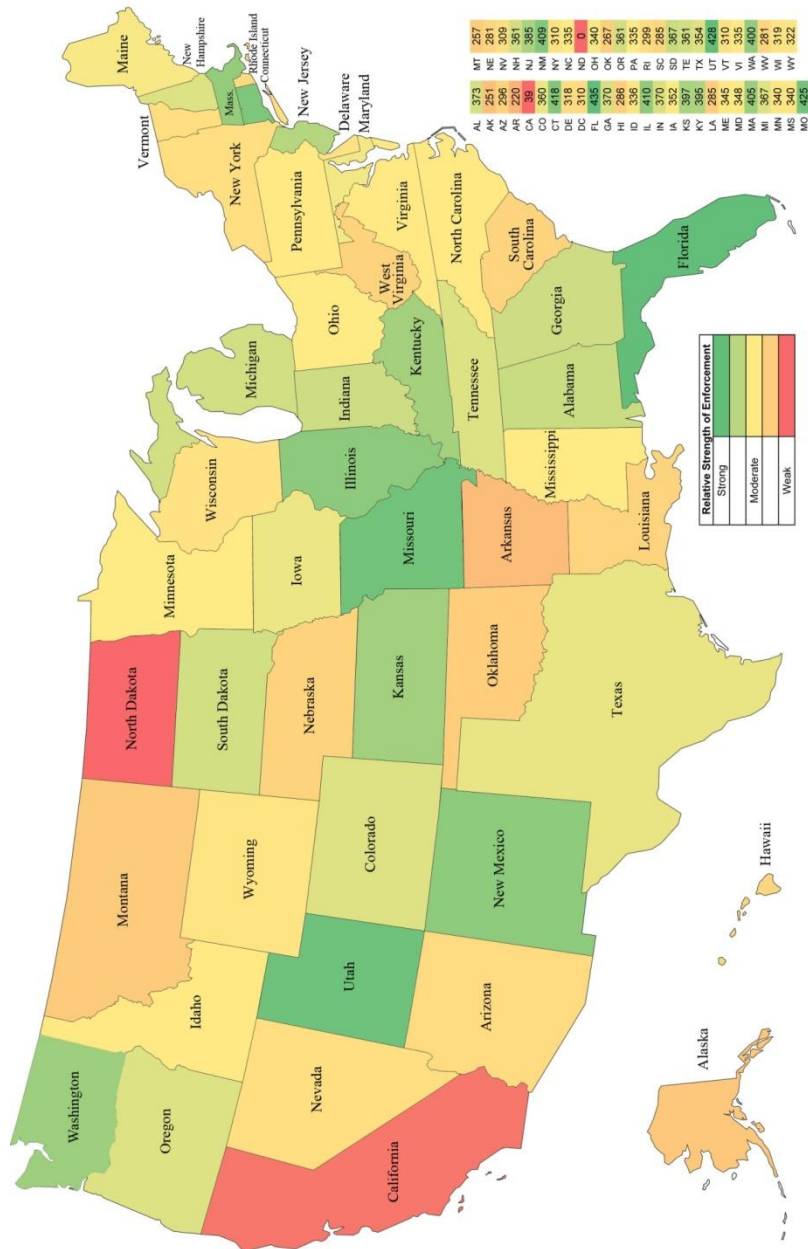 Washington
Oregon
California
Nevada
Idaho
Montana
Wyoming
Utah
Arizona
Colorado
New Mexico
North Dakota
South Dakota
Nebraska
Kansas
Oklahoma
Texas
Minnesota
Iowa
Missouri
Arkansas
Louisiana
Wisconsin
Illinois
Mississippi
Michigan
Indiana
Kentucky
Tennessee
Alabama
Ohio
West
Virginia
Georgia
Florida
South
Carolina
North Carolina
Virginia
Pennsylvania
New York
Vermont
Maine
New
Hampshire
Mass.
Rhode Island
Connecticut
New Jersey
Delaware
Maryland
Alaska
Hawaii
Relative Strength of Enforcement
Strong
Moderate
Weak
AL 373 MT 257
AK 251 NE 281
AZ 296 NV 309
AR 220 NH 361
CA 39 NJ 385
CO 360 NM 409
CT 418 NY 310
DE 318 NC 335
DC 310 ND 0
FL 435 OH 340
GA 370 OK 267
HI 286 OR 361
ID 336 PA 335
IL 410 RI 299
IN 370 SC 285
IA 352 SD 367
KS 397 TE 361
KY 395 TX 354
LA 285 UT 428
ME 345 VT 310
MD 348 VI 335
MA 405 WA 400
MI 367 WV 281
MN 340 WI 319
MS 340 WY 322
MO 425